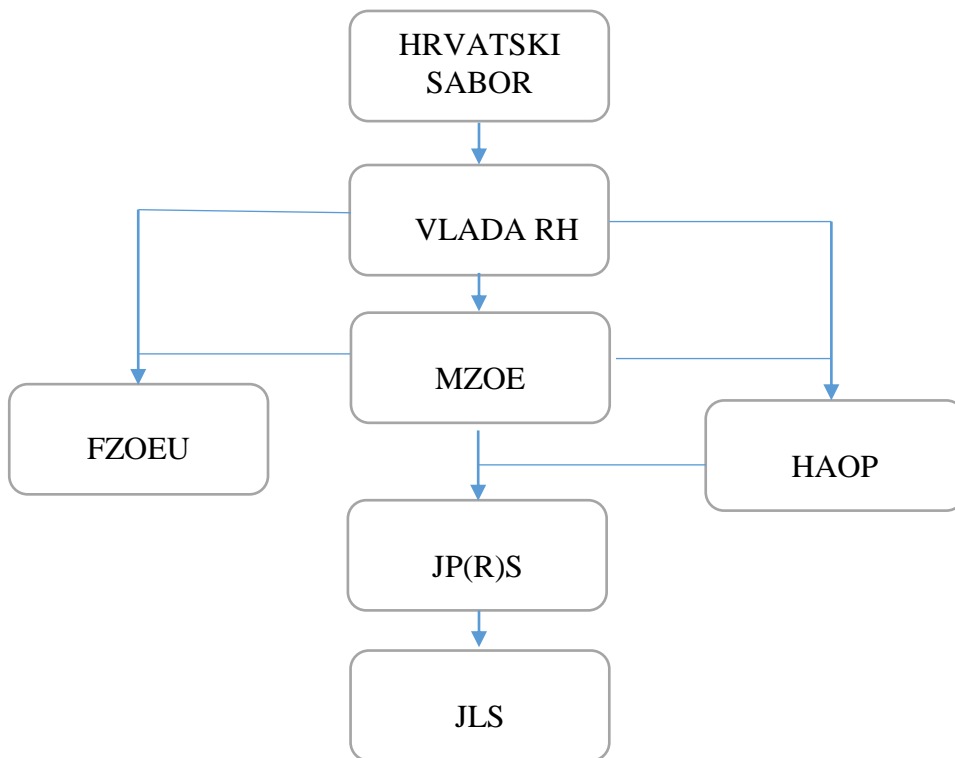 HRVATSKI
SABOR
VLADA RH
MZOE
FZOEU
HAOP
JP(R)S
JLS